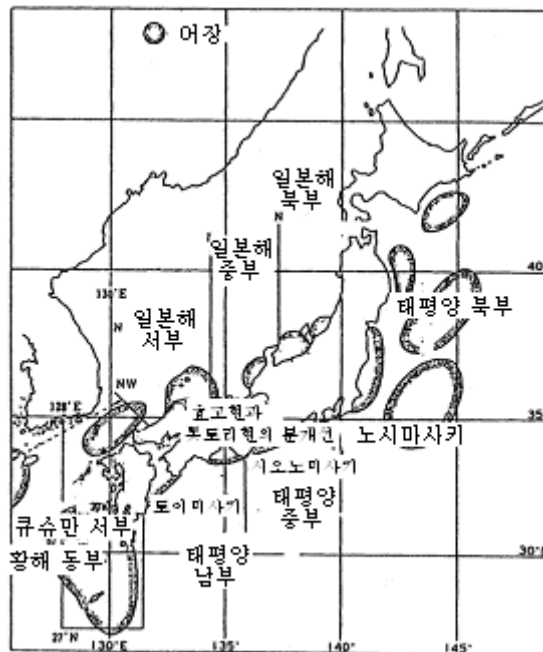 어장
일본해
북부
N
일본해
중부
40
131°E
N
태평양 북부
일본해
서부
NW
128°E
35
효고현과
톳토리현의 분개선
노시마사키
시오노미사키
토이미사키
태평양
중부
큐슈만 서부
황해 동부
태평양
남부
30°N
27°N
130°E
135°
140°
145°